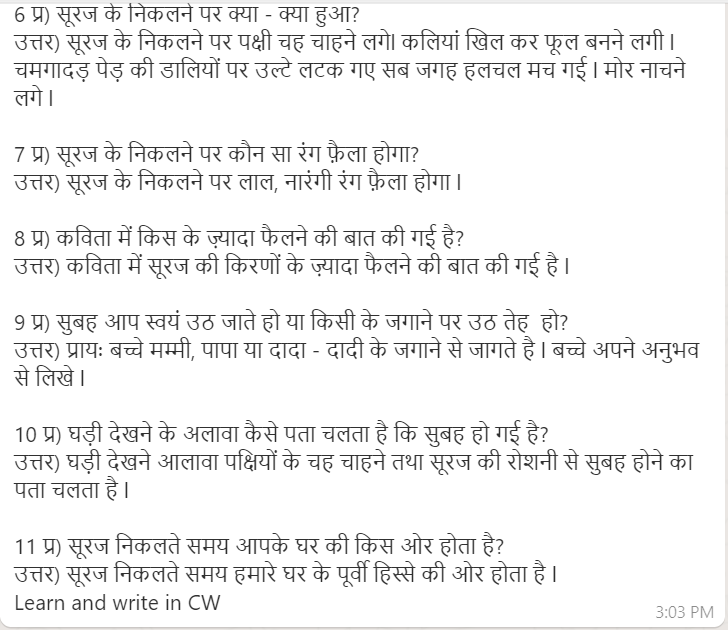 6 प्र) सूरज के निकलने पर क्या - क्या हुआ?
उत्तर) सूरज के निकलने पर पक्षी चह चाहने लगे। कलियां खिल कर फूल बनने लगी।
चमगादड़ पेड़ की डालियों पर उल्टे लटक गए सब जगह हलचल मच गई। मोर नाचने
लगे।
7 प्र) सूरज के निकलने पर कौन सा रंग फ़ैला होगा?
उत्तर) सूरज के निकलने पर लाल, नारंगी रंग फ़ैला होगा।
8 प्र) कविता में किस के ज़्यादा फैलने की बात की गई है?
उत्तर) कविता में सूरज की किरणों के ज़्यादा फैलने की बात की गई है।
9 प्र) सुबह आप स्वयं उठ जाते हो या किसी के जगाने पर उठ तेह  हो?
उत्तर) प्रायः बच्चे मम्मी, पापा या दादा - दादी के जगाने से जागते है। बच्चे अपने अनुभव
से लिखे।
10 प्र) घड़ी देखने के अलावा कैसे पता चलता है कि सुबह हो गई है?
उत्तर) घड़ी देखने आलावा पक्षियों के चह चाहने तथा सूरज की रोशनी से सुबह होने का
पता चलता है।
11 प्र) सूरज निकलते समय आपके घर की किस ओर होता है?
उत्तर) सूरज निकलते समय हमारे घर के पूर्वी हिस्से की ओर होता है।
Learn and write in CW
3:03 PM